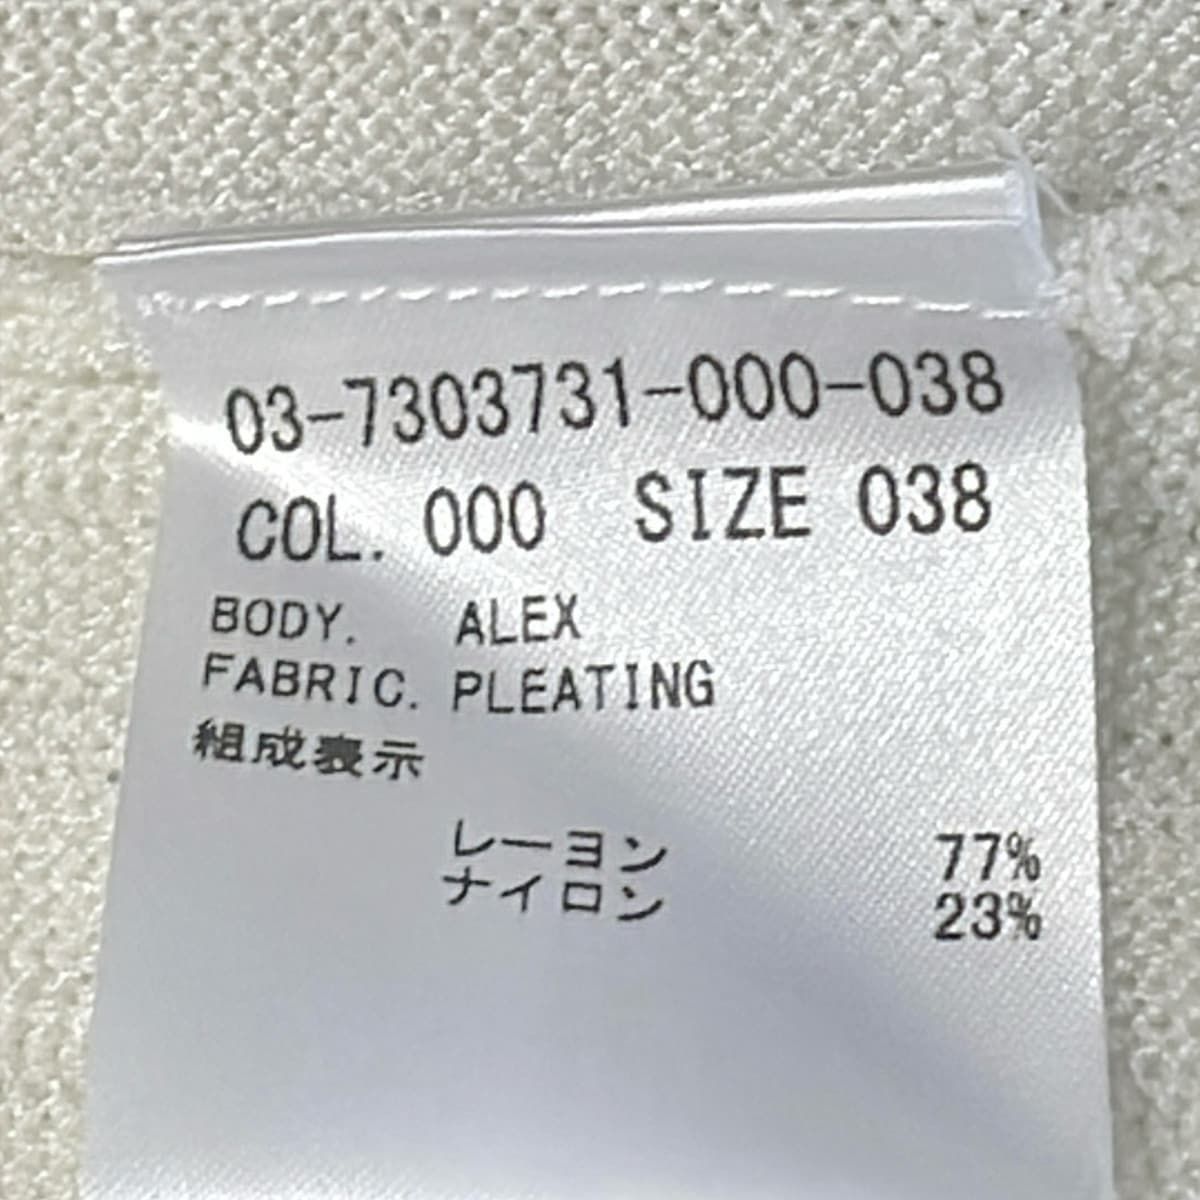 03-7303731-000-038
COL. 000 SIZE 038
BODY. ALEX
FABRIC. PLEATING
組成表示
レーヨン 77%
ナイロン 23%